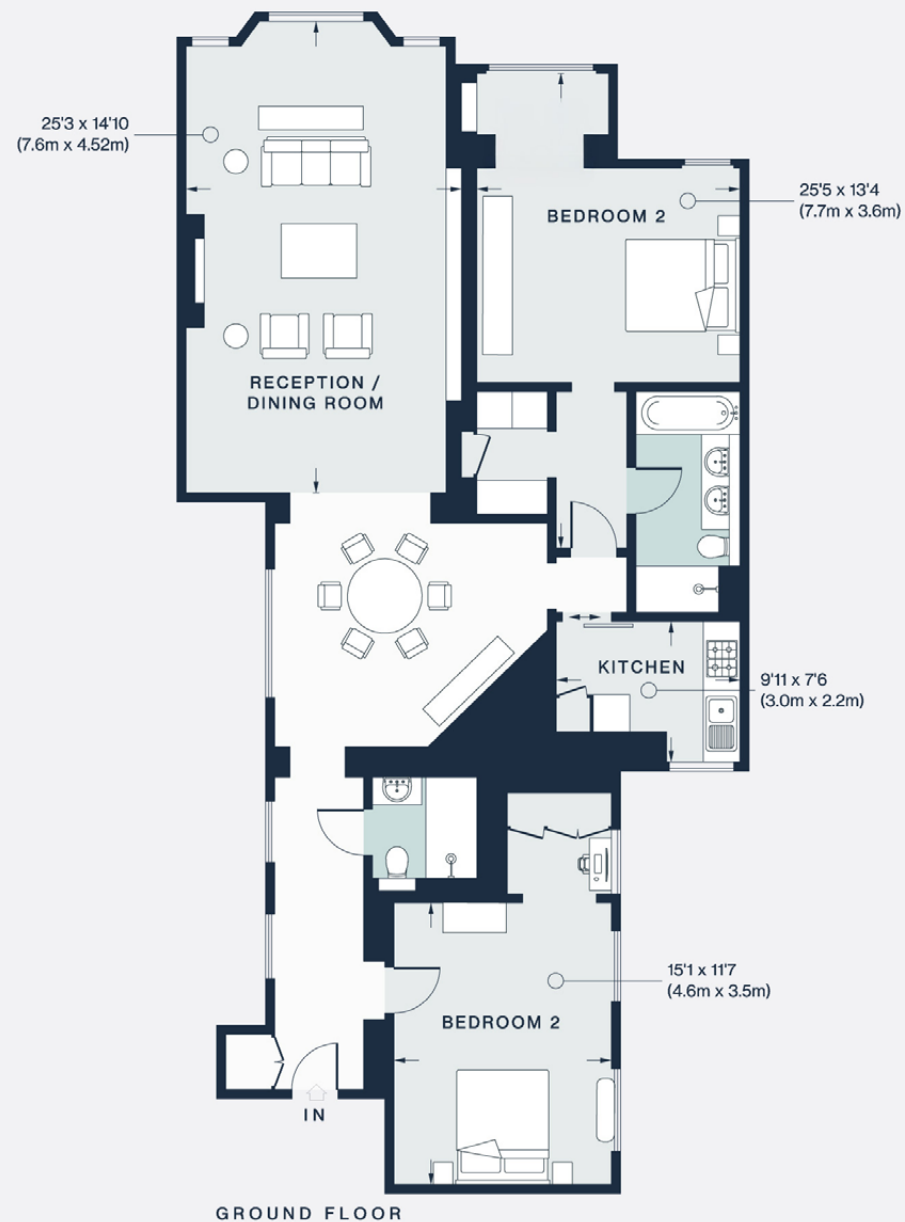 25'3 x 14'10
(7.6m x 4.52m)
25'5 x 13'4
(7.7m x 3.6m)
BEDROOM 2
RECEPTION /
DINING ROOM
KITCHEN
9'11 x 7'6
(3.0m x 2.2m)
15'1 x 11'7
(4.6m x 3.5m)
BEDROOM 2
IN
GROUND FLOOR